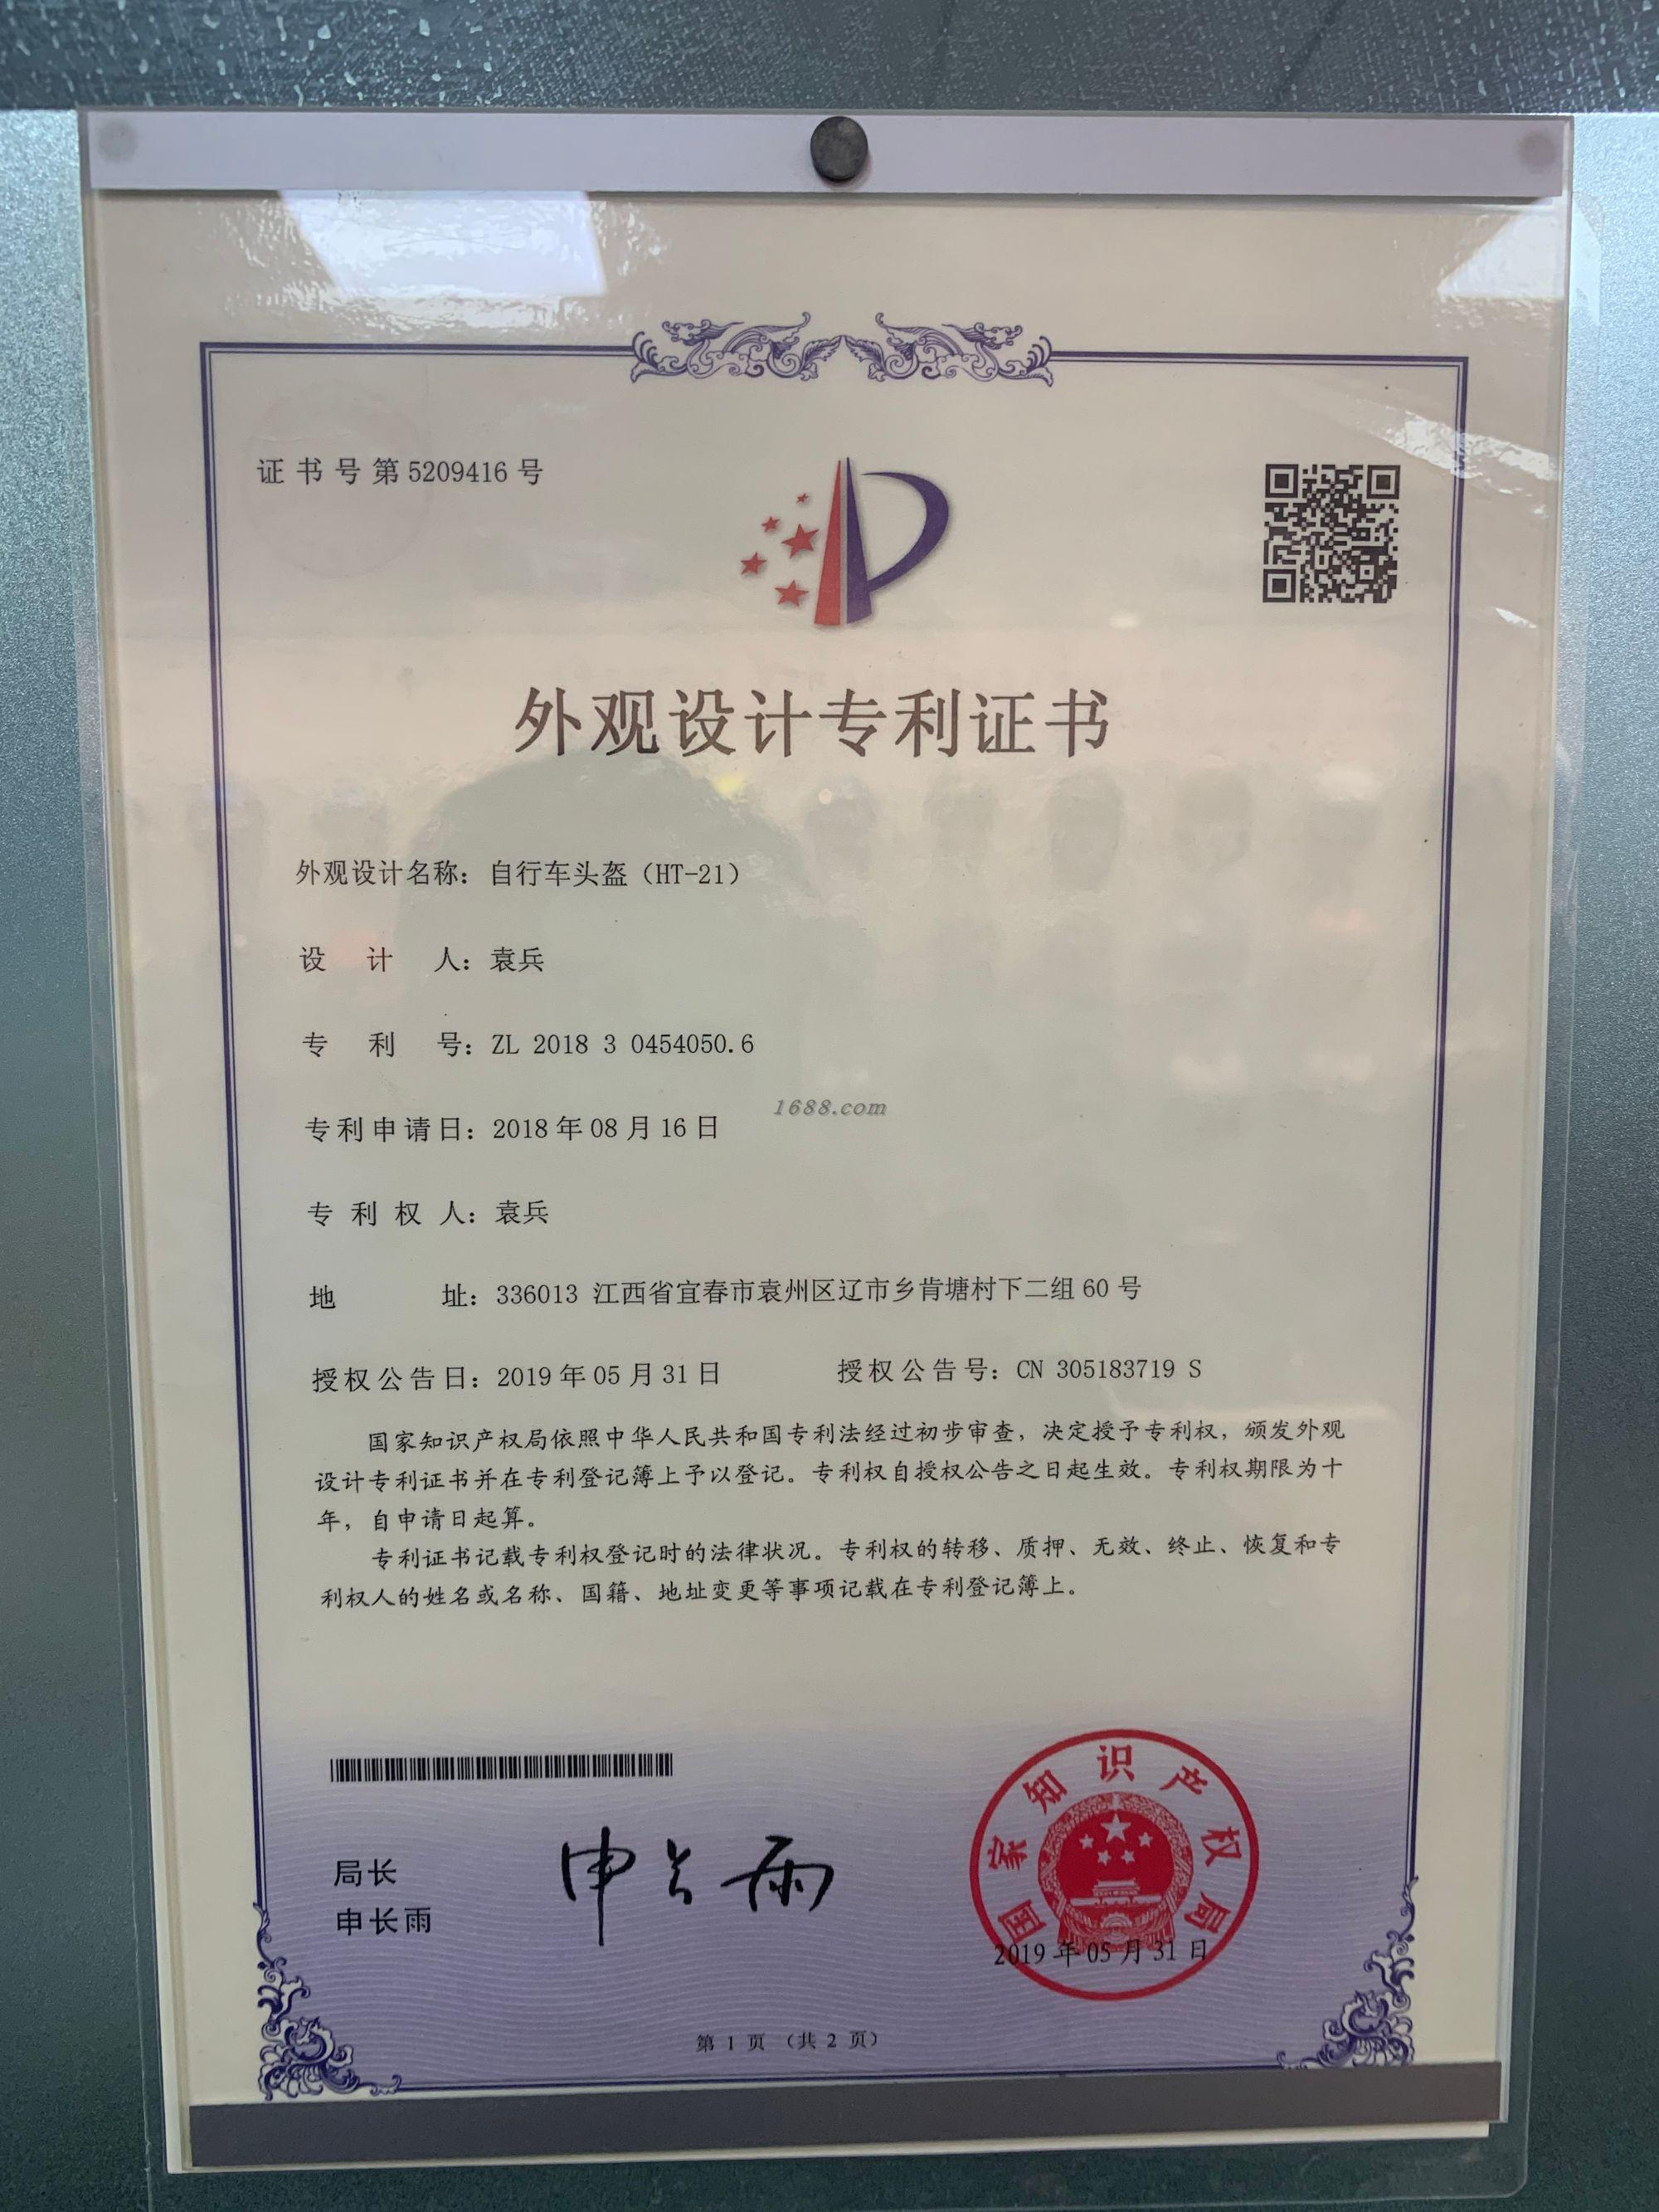 证书号第5209416号
外观设计专利证书
外观设计名称：自行车头盔（HT-21）
设计人：袁兵
专利号：ZL 2018 3 0454050.6
1688.com
专利申请日：2018年08月16日
专利权人：袁兵
地址：336013 江西省宜春市袁州区辽市乡肯塘村下二组60号
授权公告日：2019年05月31日 授权公告号：CN 305183719 S
国家知识产权局依照中华人民共和国专利法经过初步审查，决定授予专利权，颁发外观
设计专利证书并在专利登记簿上予以登记。专利权自授权公告之日起生效。专利权期限为十
年，自申请日起算。
专利证书记载专利权登记时的法律状况。专利权的转移、质押、无效、终止、恢复和专
利权人的姓名或名称、国籍、地址变更等事项记载在专利登记簿上。
局长
申长雨
申长雨
国家知识产权局
2019年05月31日
第 1 页 （共 2 页）